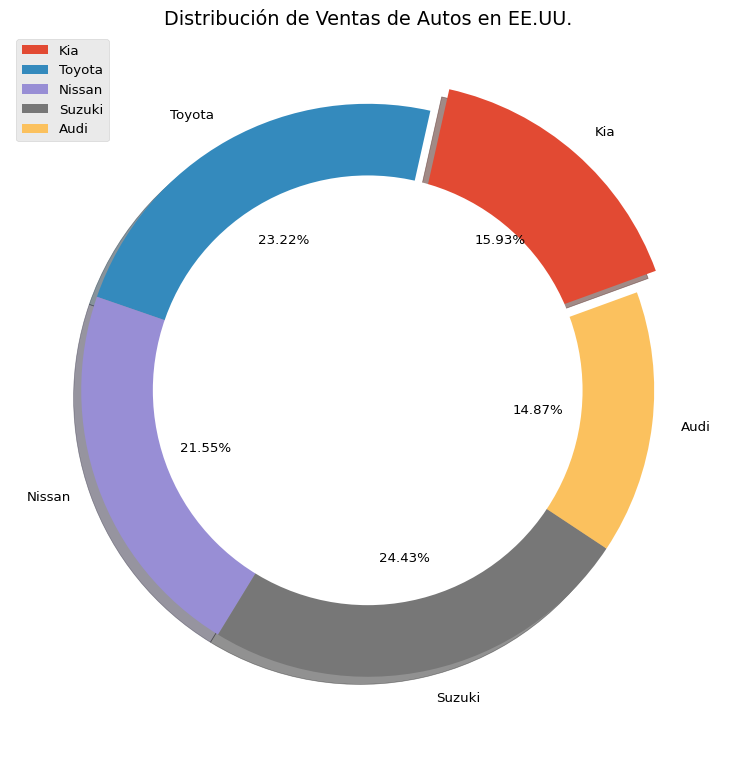 Distribución de Ventas de Autos en EE.UU.
Kia
Toyota
Nissan
Suzuki
Audi
Toyota
Kia
23.22%
15.93%
14.87%
Audi
21.55%
Nissan
24.43%
Suzuki